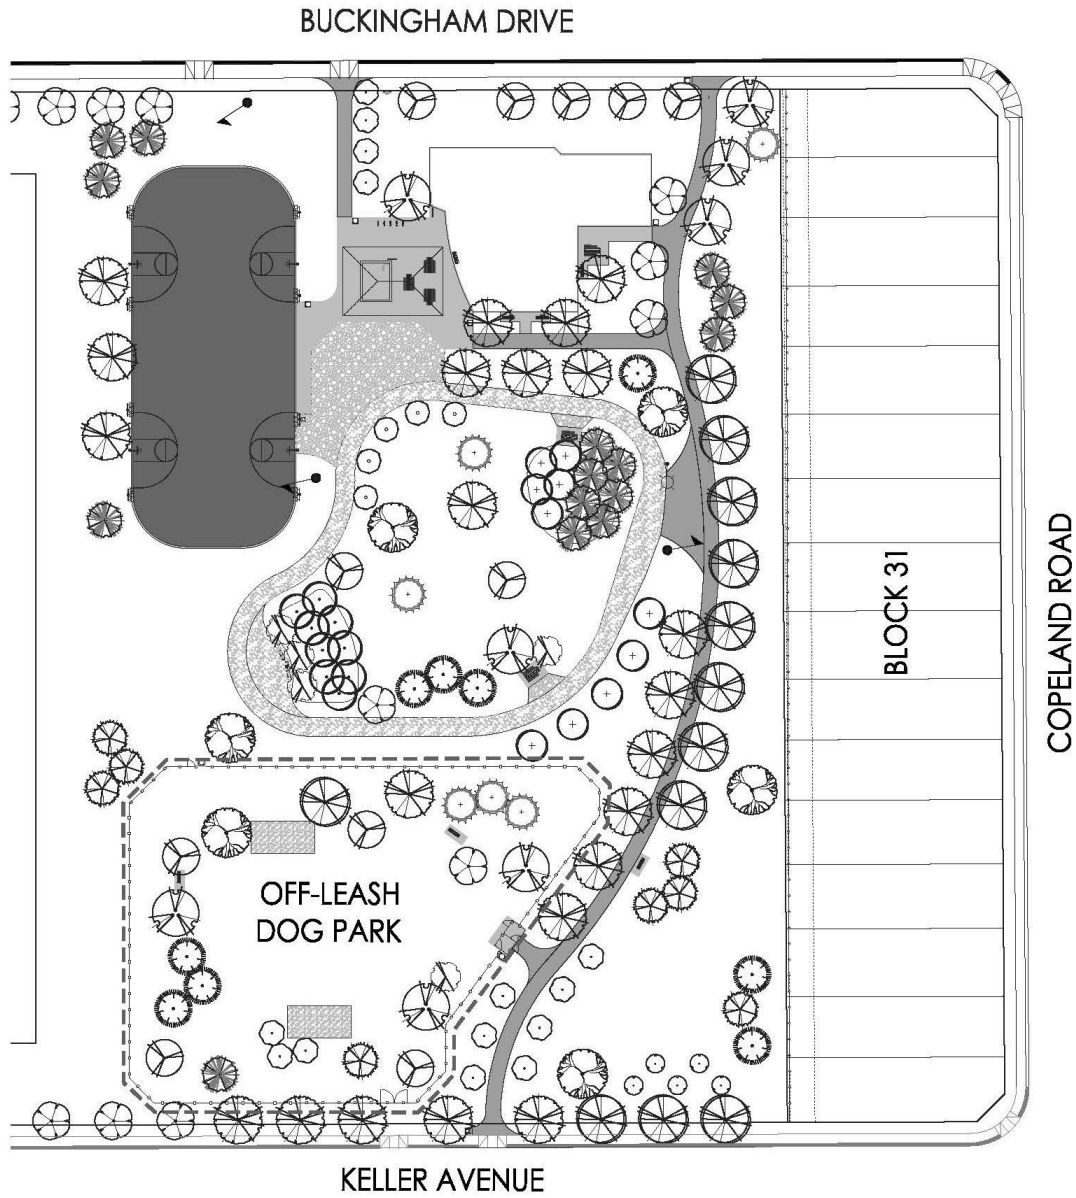 BUCKINGHAM DRIVE
BLOCK 31
COPELAND ROAD
OFF-LEASH
DOG PARK
KELLER AVENUE